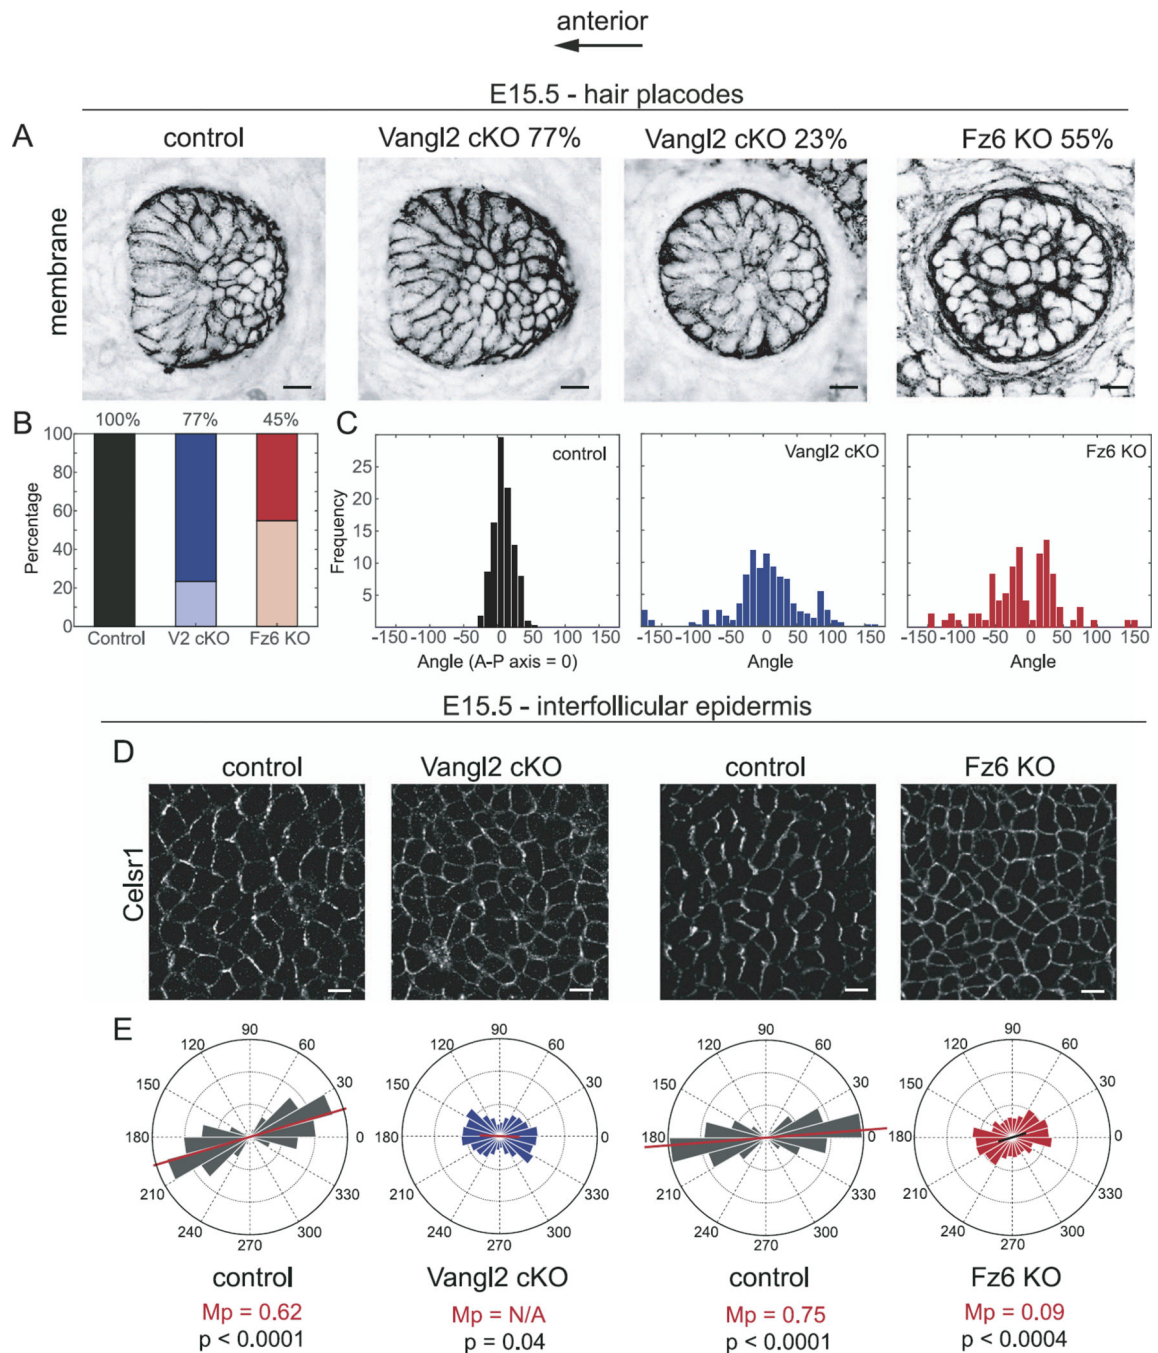 anterior
E15.5 - hair placodes
A
control
Vangl2 cKO 77%
Vangl2 cKO 23%
Fz6 KO 55%
membrane
B
100%
77%
45%
Percentage
100
80
60
40
20
0
Control
V2 cKO
Fz6 KO
C
control
Frequency
25
20
15
10
5
-150 -100 -50 0 50 100 150
Angle (A-P axis = 0)
Vangl2 cKO
-150 -100 -50 0 50 100 150
Angle
Fz6 KO
-150 -100 -50 0 50 100 150
Angle
E15.5 - interfollicular epidermis
D
control
Vangl2 cKO
control
Fz6 KO
Celsr1
E
90
120 60
150 30
180 0
210 330
240 300
270
control
Mp = 0.62
p < 0.0001
90
120 60
150 30
180 0
210 330
240 300
270
Vangl2 cKO
Mp = N/A
p = 0.04
90
120 60
150 30
180 0
210 330
240 300
270
control
Mp = 0.75
p < 0.0001
90
120 60
150 30
180 0
210 330
240 300
270
Fz6 KO
Mp = 0.09
p < 0.0004